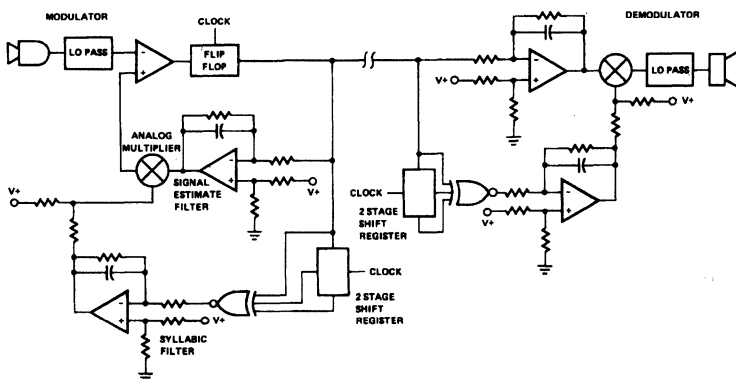 MODULATOR
CLOCK
DEMODULATOR
LO PASS
FLIP
FLOP
-
+
-
+
V+
LO PASS
V+
ANALOG
MULTIPLIER
-
+
SIGNAL
ESTIMATE
FILTER
V+
V+
CLOCK
2 STAGE
SHIFT
REGISTER
V+
-
+
CLOCK
2 STAGE
SHIFT
REGISTER
-
+
V+
SYLLABIC
FILTER